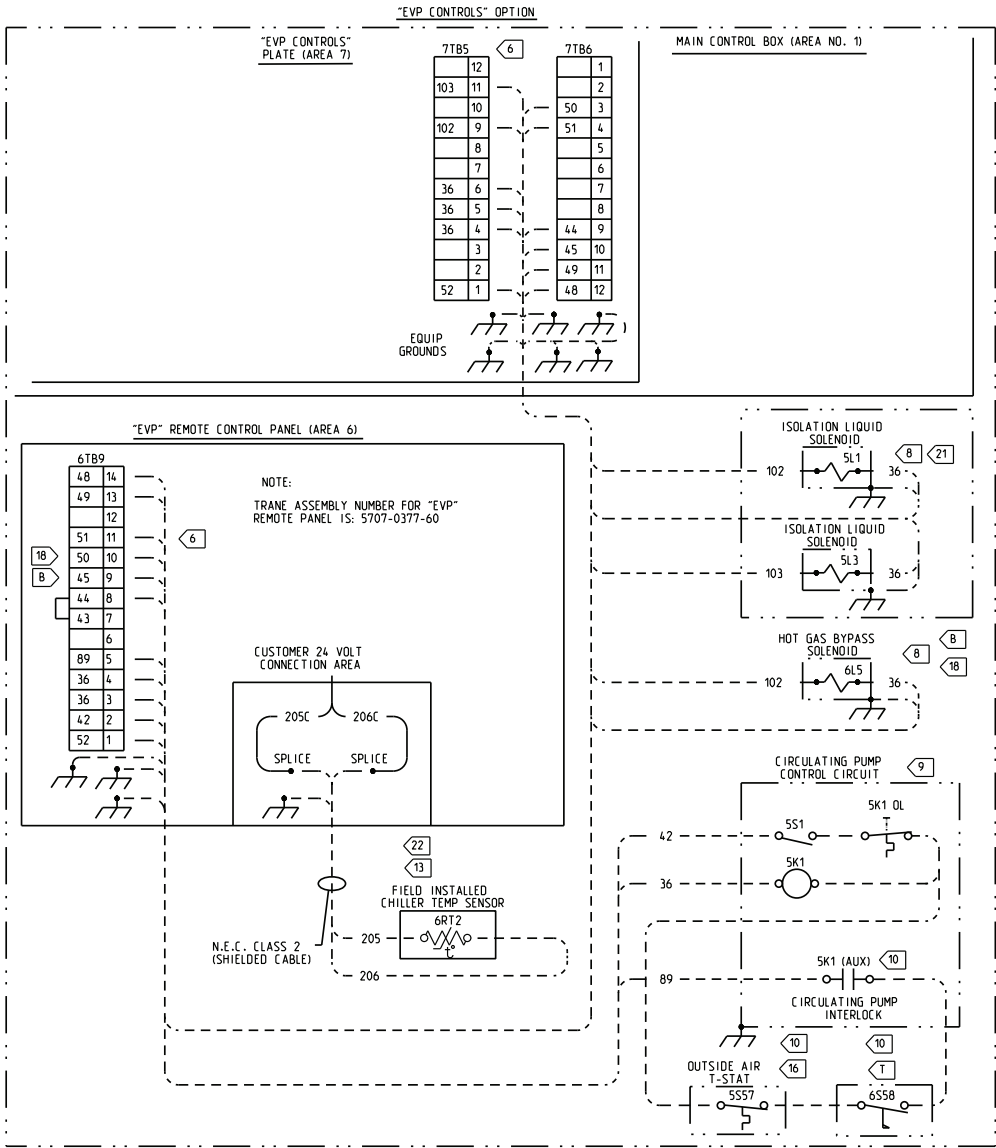 "EVP CONTROLS" OPTION
"EVP CONTROLS"
PLATE (AREA 7)
MAIN CONTROL BOX (AREA NO. 1)
7TB5
6
7TB6
12
103 11
10
102 9
8
7
36 6
36 5
36 4
3
2
52 1
1
2
50 3
51 4
5
6
7
8
44 9
45 10
49 11
48 12
EQUIP
GROUNDS
"EVP" REMOTE CONTROL PANEL (AREA 6)
6TB9
48 14
49 13
12
51 11
50 10
45 9
44 8
43 7
6
89 5
36 4
36 3
42 2
52 1
18
B
6
NOTE:
TRANE ASSEMBLY NUMBER FOR "EVP"
REMOTE PANEL IS: 5707-0377-60
CUSTOMER 24 VOLT
CONNECTION AREA
205C 206C
SPLICE SPLICE
22
13
FIELD INSTALLED
CHILLER TEMP SENSOR
6RT2
t°
205
206
N.E.C. CLASS 2
(SHIELDED CABLE)
ISOLATION LIQUID
SOLENOID
8 21
102 5L1 36
ISOLATION LIQUID
SOLENOID
103 5L3 36
HOT GAS BYPASS
SOLENOID
8 B
18
102 6L5 36
CIRCULATING PUMP
CONTROL CIRCUIT
9
42 5S1 5K1 OL
36 5K1
89 5K1 (AUX) 10
CIRCULATING PUMP
INTERLOCK
10 10
OUTSIDE AIR
T-STAT
16 T
5S57 6S58